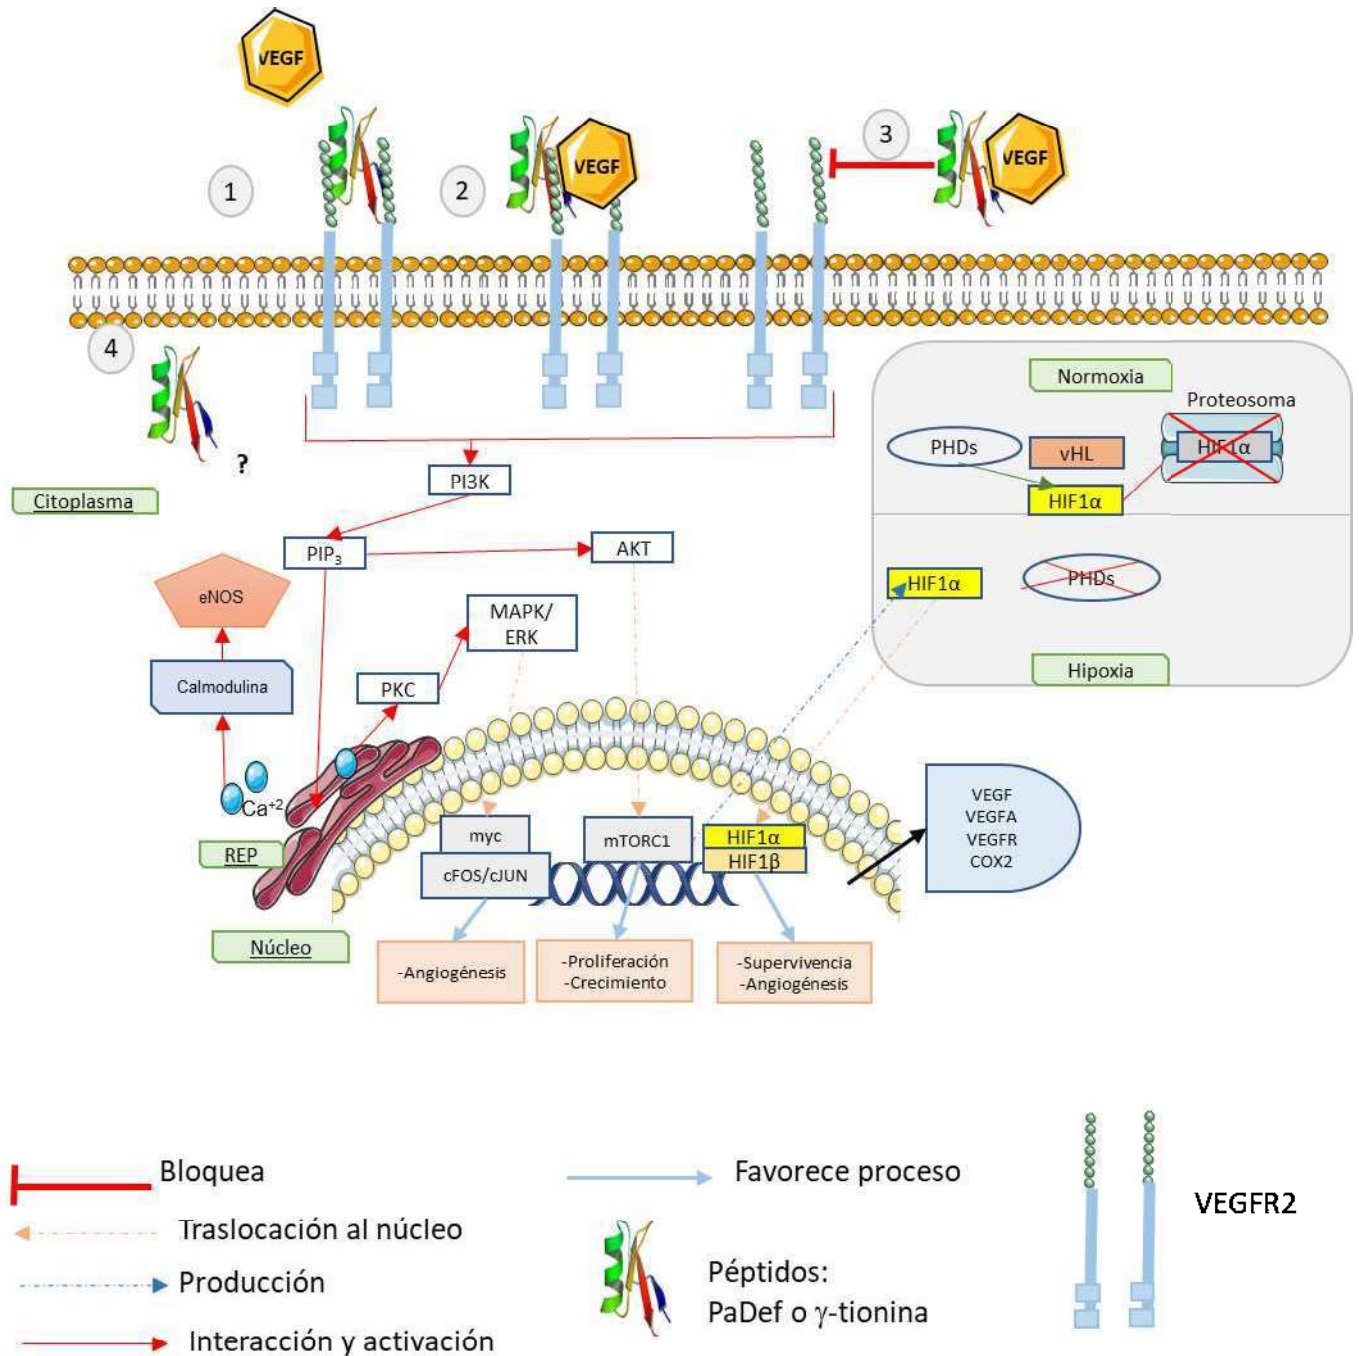 VEGF
1
2
VEGF
3
VEGF
4
?
Citoplasma
PI3K
PIP3
AKT
eNOS
MAPK/
ERK
Calmodulina
PKC
Ca+2
REP
Núcleo
Normoxia
Proteosoma
PHDs
vHL
HIF1α
HIF1α
HIF1α
PHDs
Hipoxia
myc
cFOS/cJUN
mTORC1
HIF1α
HIF1β
VEGF
VEGFA
VEGFR
COX2
-Angiogénesis
-Proliferación
-Crecimiento
-Supervivencia
-Angiogénesis
Bloquea
Traslocación al núcleo
Producción
Interacción y activación
Favorece proceso
Péptidos:
PaDef o γ-tionina
VEGFR2